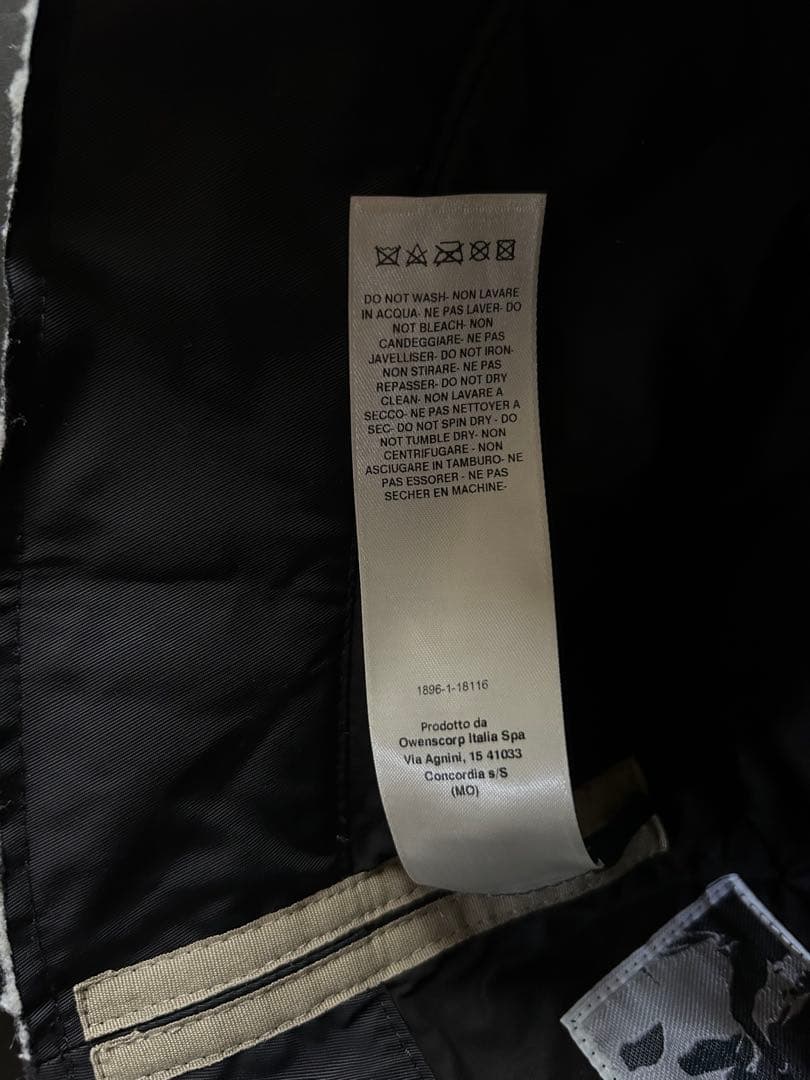 DO NOT WASH- NON LAVARE
IN ACQUA- NE PAS LAVER- DO
NOT BLEACH- NON
CANDEGGIARE- NE PAS
JAVELLISER- DO NOT IRON-
NON STIRARE- NE PAS
REPASSER- DO NOT DRY
CLEAN- NON LAVARE A
SECCO- NE PAS NETTOYER A
SEC- DO NOT SPIN DRY - DO
NOT TUMBLE DRY- NON
CENTRIFUGARE - NON
ASCIUGARE IN TAMBURO- NE
PAS ESSORER - NE PAS
SECHER EN MACHINE-
1896-1-18116
Prodotto da
Owenscorp Italia Spa
Via Agnini, 15 41033
Concordia s/S
(MO)